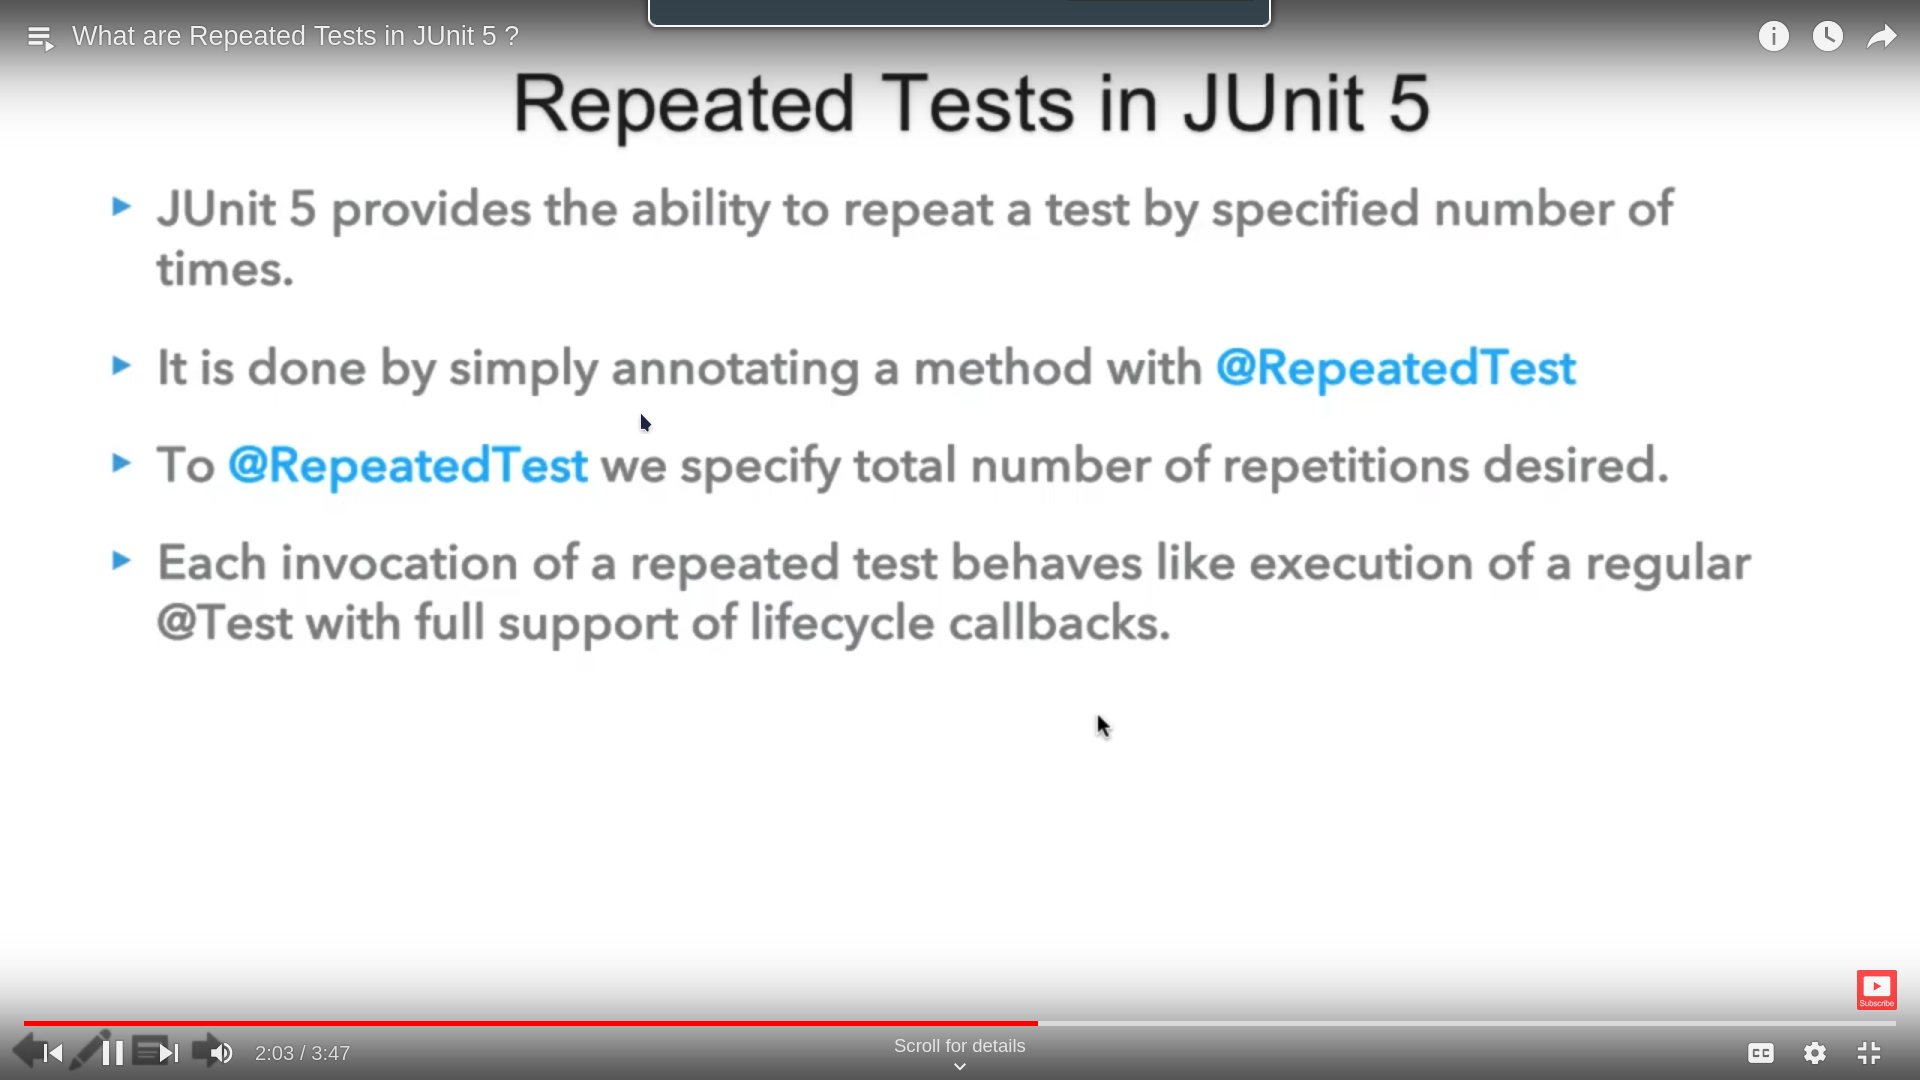 What are Repeated Tests in JUnit 5 ?
Repeated Tests in JUnit 5
JUnit 5 provides the ability to repeat a test by specified number of
times.
It is done by simply annotating a method with @RepeatedTest
To @RepeatedTest we specify total number of repetitions desired.
Each invocation of a repeated test behaves like execution of a regular
@Test with full support of lifecycle callbacks.
Subscribe
2:03 / 3:47
Scroll for details
CC